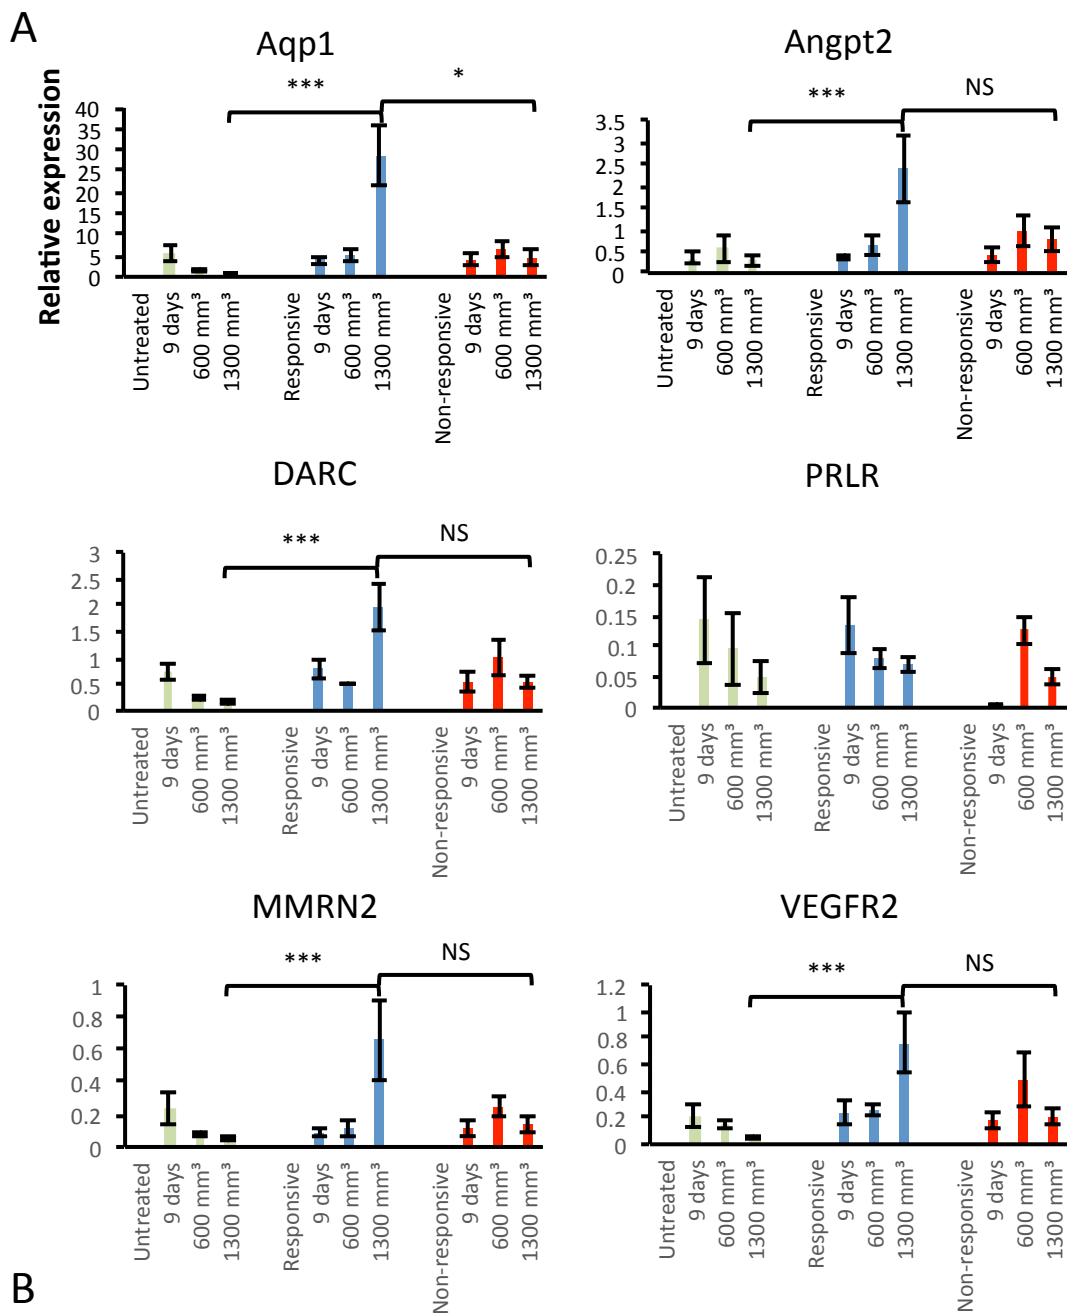 A
Aqp1
Angpt2
*** *
*** NS
Relative expression
40
35
30
25
20
15
10
5
0
3.5
3
2.5
2
1.5
1
0.5
0
Untreated
9 days
600 mm³
1300 mm³
Responsive
9 days
600 mm³
1300 mm³
Non-responsive
9 days
600 mm³
1300 mm³
Untreated
9 days
600 mm³
1300 mm³
Responsive
9 days
600 mm³
1300 mm³
Non-responsive
9 days
600 mm³
1300 mm³
DARC
PRLR
*** NS
3
2.5
2
1.5
1
0.5
0
0.25
0.2
0.15
0.1
0.05
0
Untreated
9 days
600 mm³
1300 mm³
Responsive
9 days
600 mm³
1300 mm³
Non-responsive
9 days
600 mm³
1300 mm³
Untreated
9 days
600 mm³
1300 mm³
Responsive
9 days
600 mm³
1300 mm³
Non-responsive
9 days
600 mm³
1300 mm³
MMRN2
VEGFR2
*** NS
*** NS
1
0.8
0.6
0.4
0.2
0
1.2
1
0.8
0.6
0.4
0.2
0
Untreated
9 days
600 mm³
1300 mm³
Responsive
9 days
600 mm³
1300 mm³
Non-responsive
9 days
600 mm³
1300 mm³
Untreated
9 days
600 mm³
1300 mm³
Responsive
9 days
600 mm³
1300 mm³
Non-responsive
9 days
600 mm³
1300 mm³
B